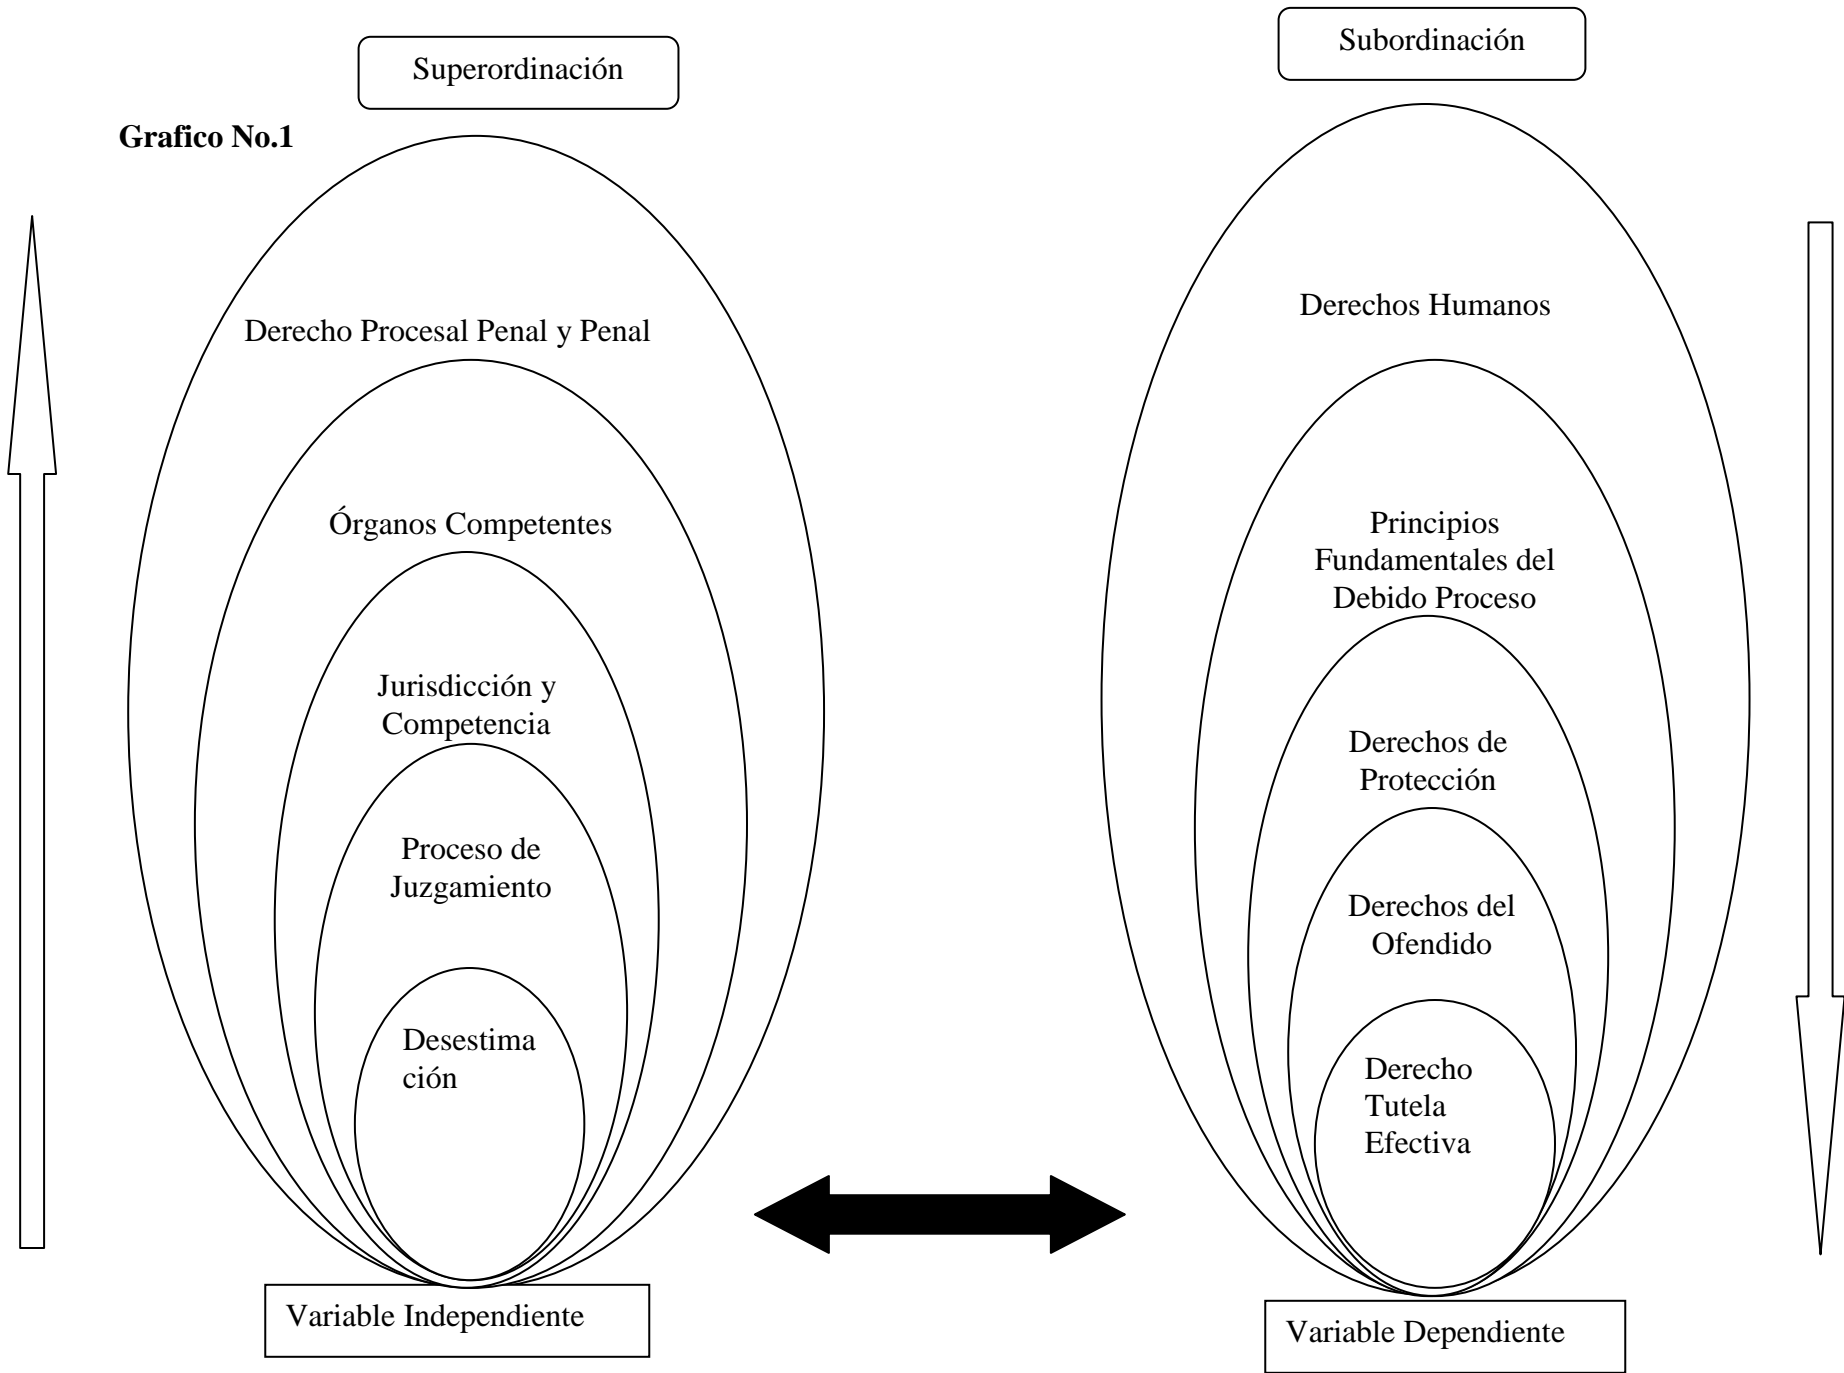 Superordinación
Subordinación
Grafico No.1
Derecho Procesal Penal y Penal
Órganos Competentes
Jurisdicción y
Competencia
Proceso de
Juzgamiento
Desestima
ción
Variable Independiente
Derechos Humanos
Principios
Fundamentales del
Debido Proceso
Derechos de
Protección
Derechos del
Ofendido
Derecho
Tutela
Efectiva
Variable Dependiente